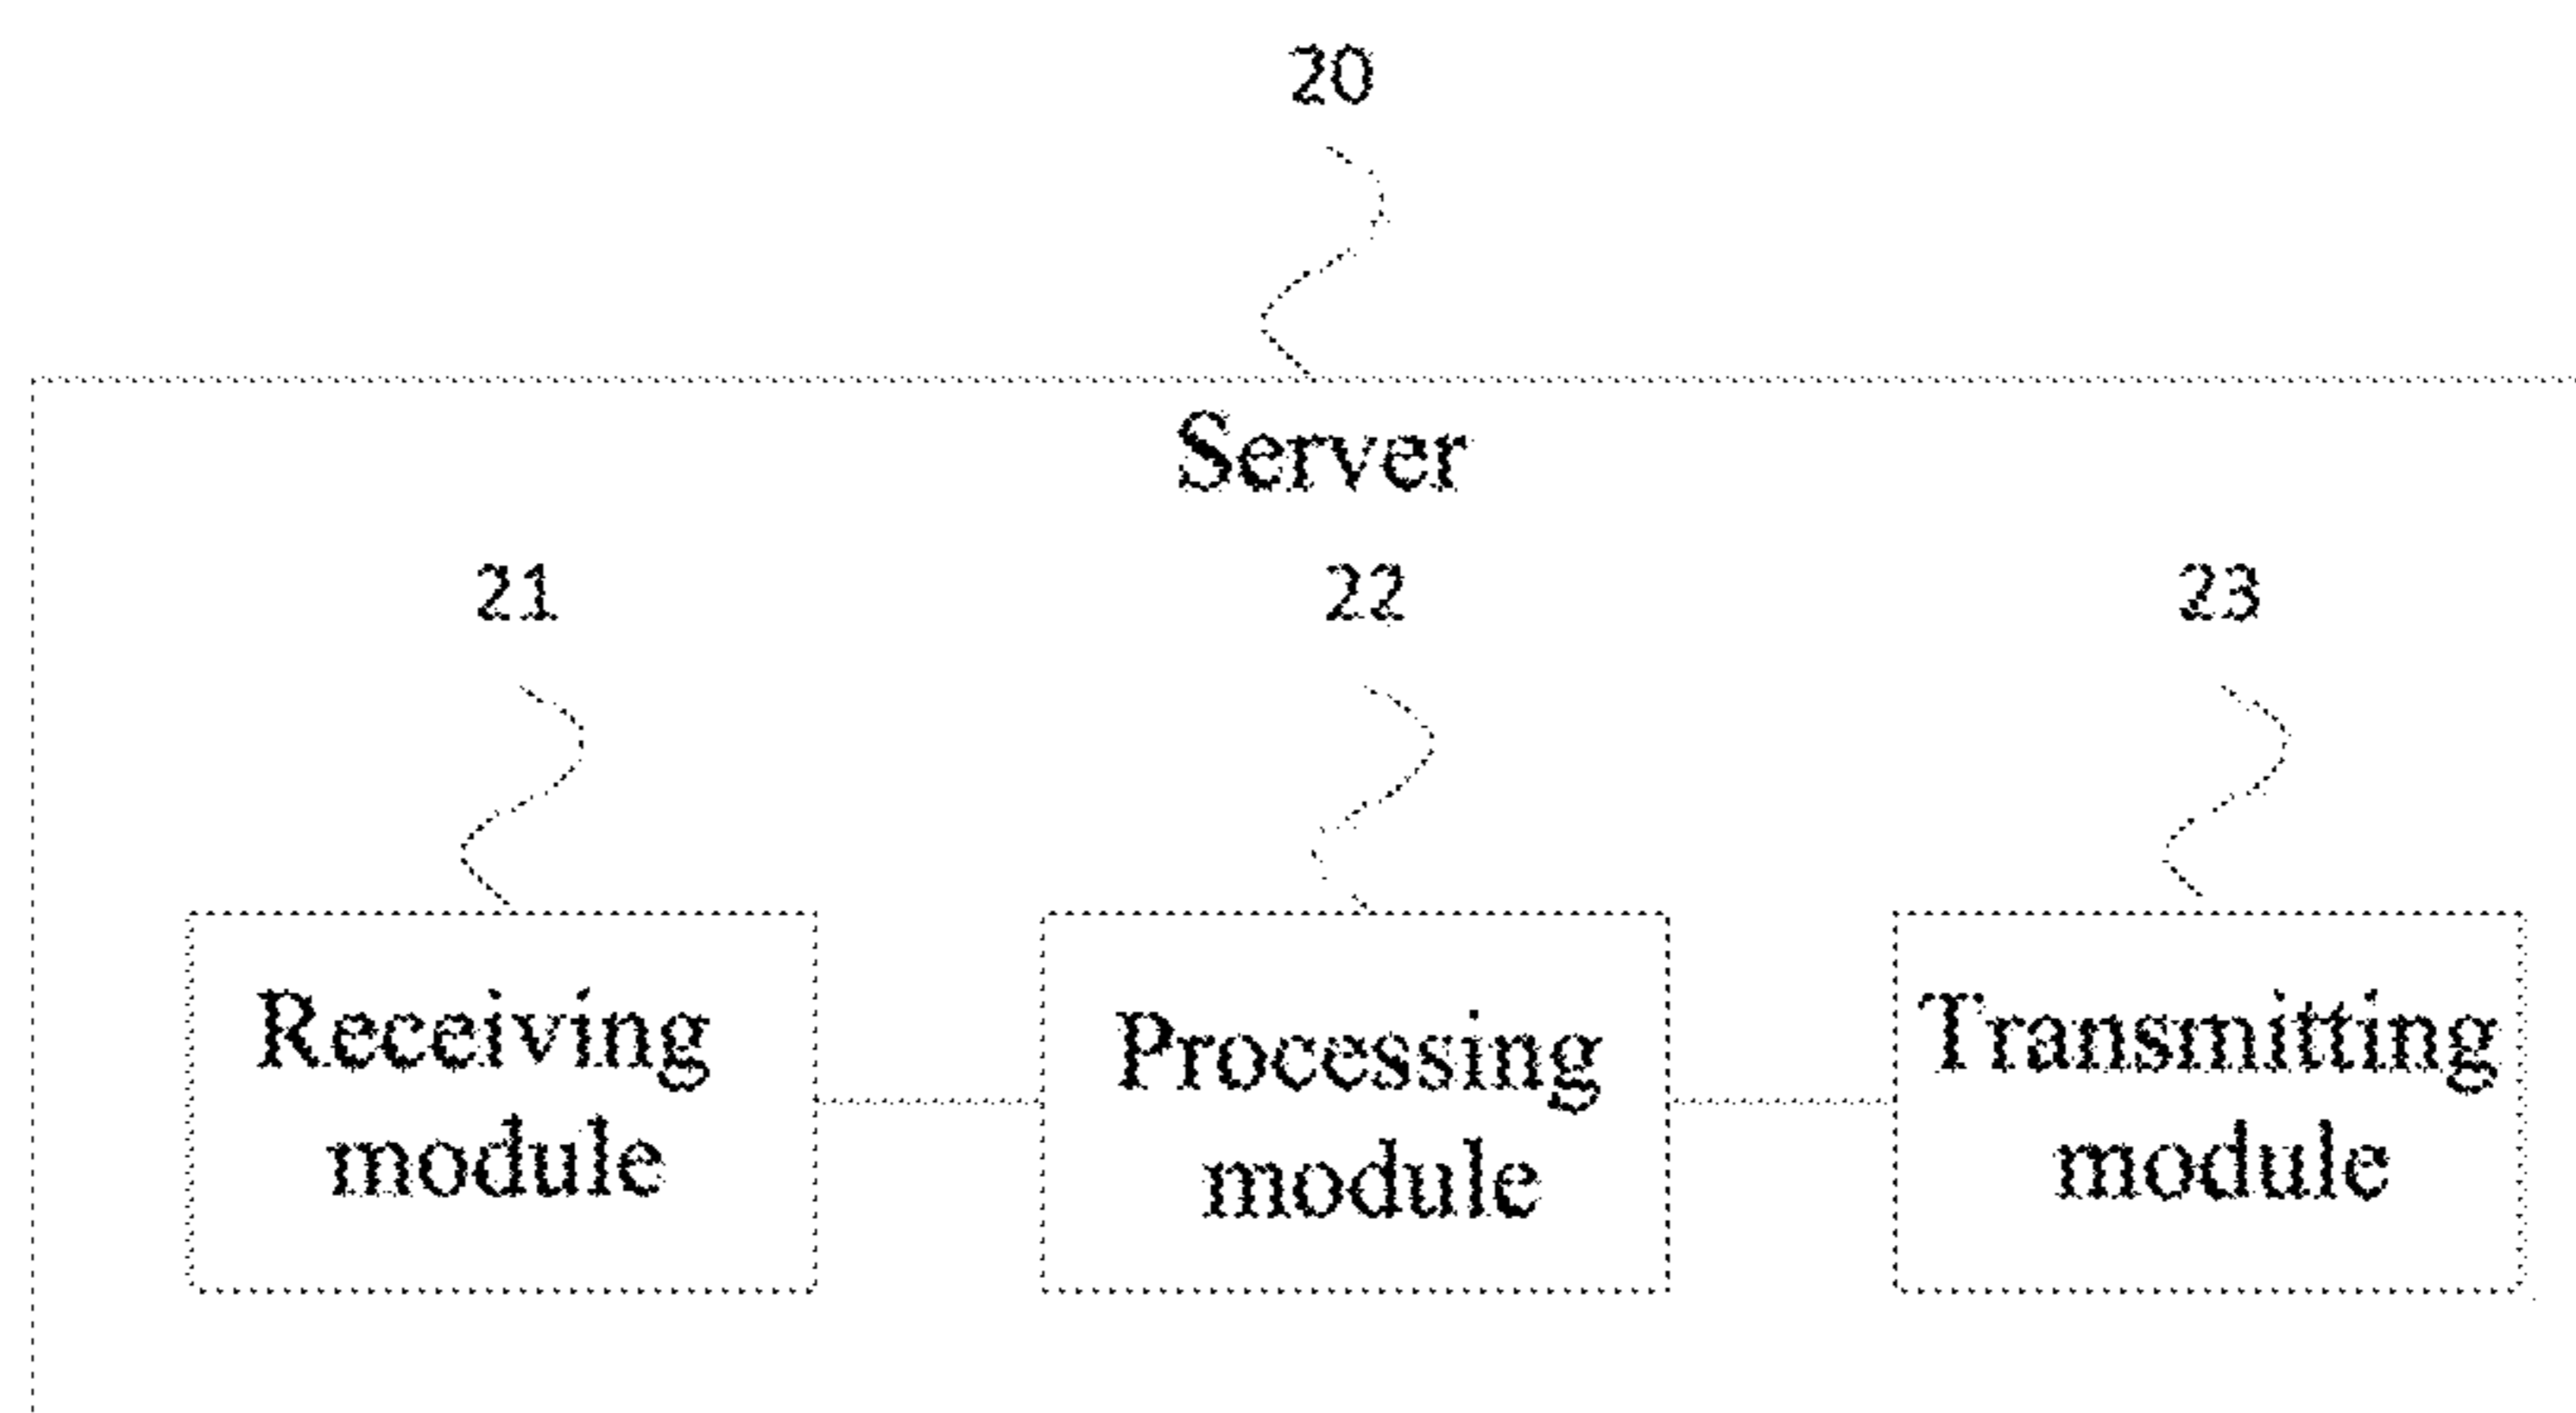 20
Server
21
22
23
Receiving
module
Processing
module
Transmitting
module